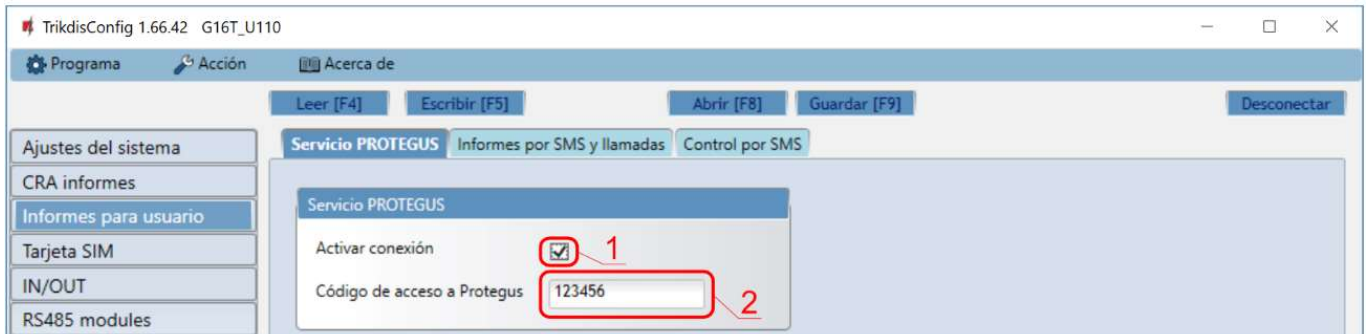 TrikdisConfig 1.66.42 G16T_U110
Programa Acción Acerca de
Leer [F4] Escribir [F5] Abrir [F8] Guardar [F9] Desconectar
Servicio PROTEGUS Informes por SMS y llamadas Control por SMS
Ajustes del sistema
CRA informes
Informes para usuario
Tarjeta SIM
IN/OUT
RS485 modules
Servicio PROTEGUS
Activar conexión 1
Código de acceso a Protegus 123456 2